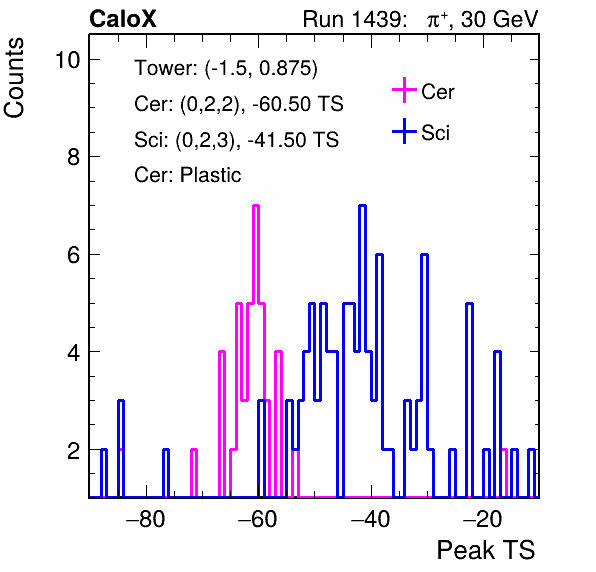 CaloX Run 1439: π⁺, 30 GeV
Counts
10
8
6
4
2
Tower: (-1.5, 0.875)
Cer: (0,2,2), -60.50 TS
Sci: (0,2,3), -41.50 TS
Cer: Plastic
Cer
Sci
−80 −60 −40 −20
Peak TS